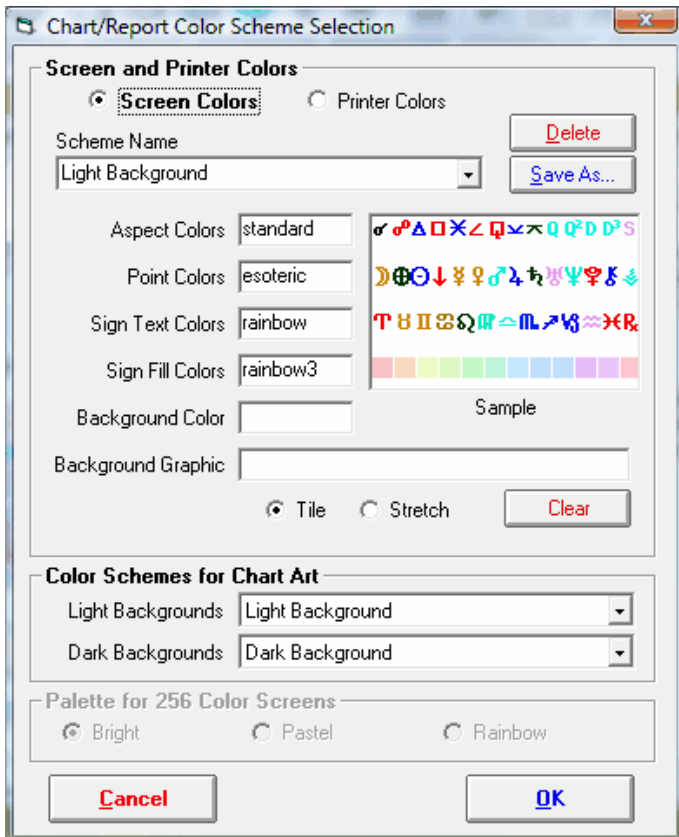 Chart/Report Color Scheme Selection
Screen and Printer Colors
Screen Colors Printer Colors
Delete
Scheme Name
Light Background Save As...
Aspect Colors standard
Point Colors esoteric
Sign Text Colors rainbow
Sign Fill Colors rainbow3
Sample
Background Color
Background Graphic
Tile Stretch Clear
Color Schemes for Chart Art
Light Backgrounds Light Background
Dark Backgrounds Dark Background
Palette for 256 Color Screens
Bright Pastel Rainbow
Cancel OK